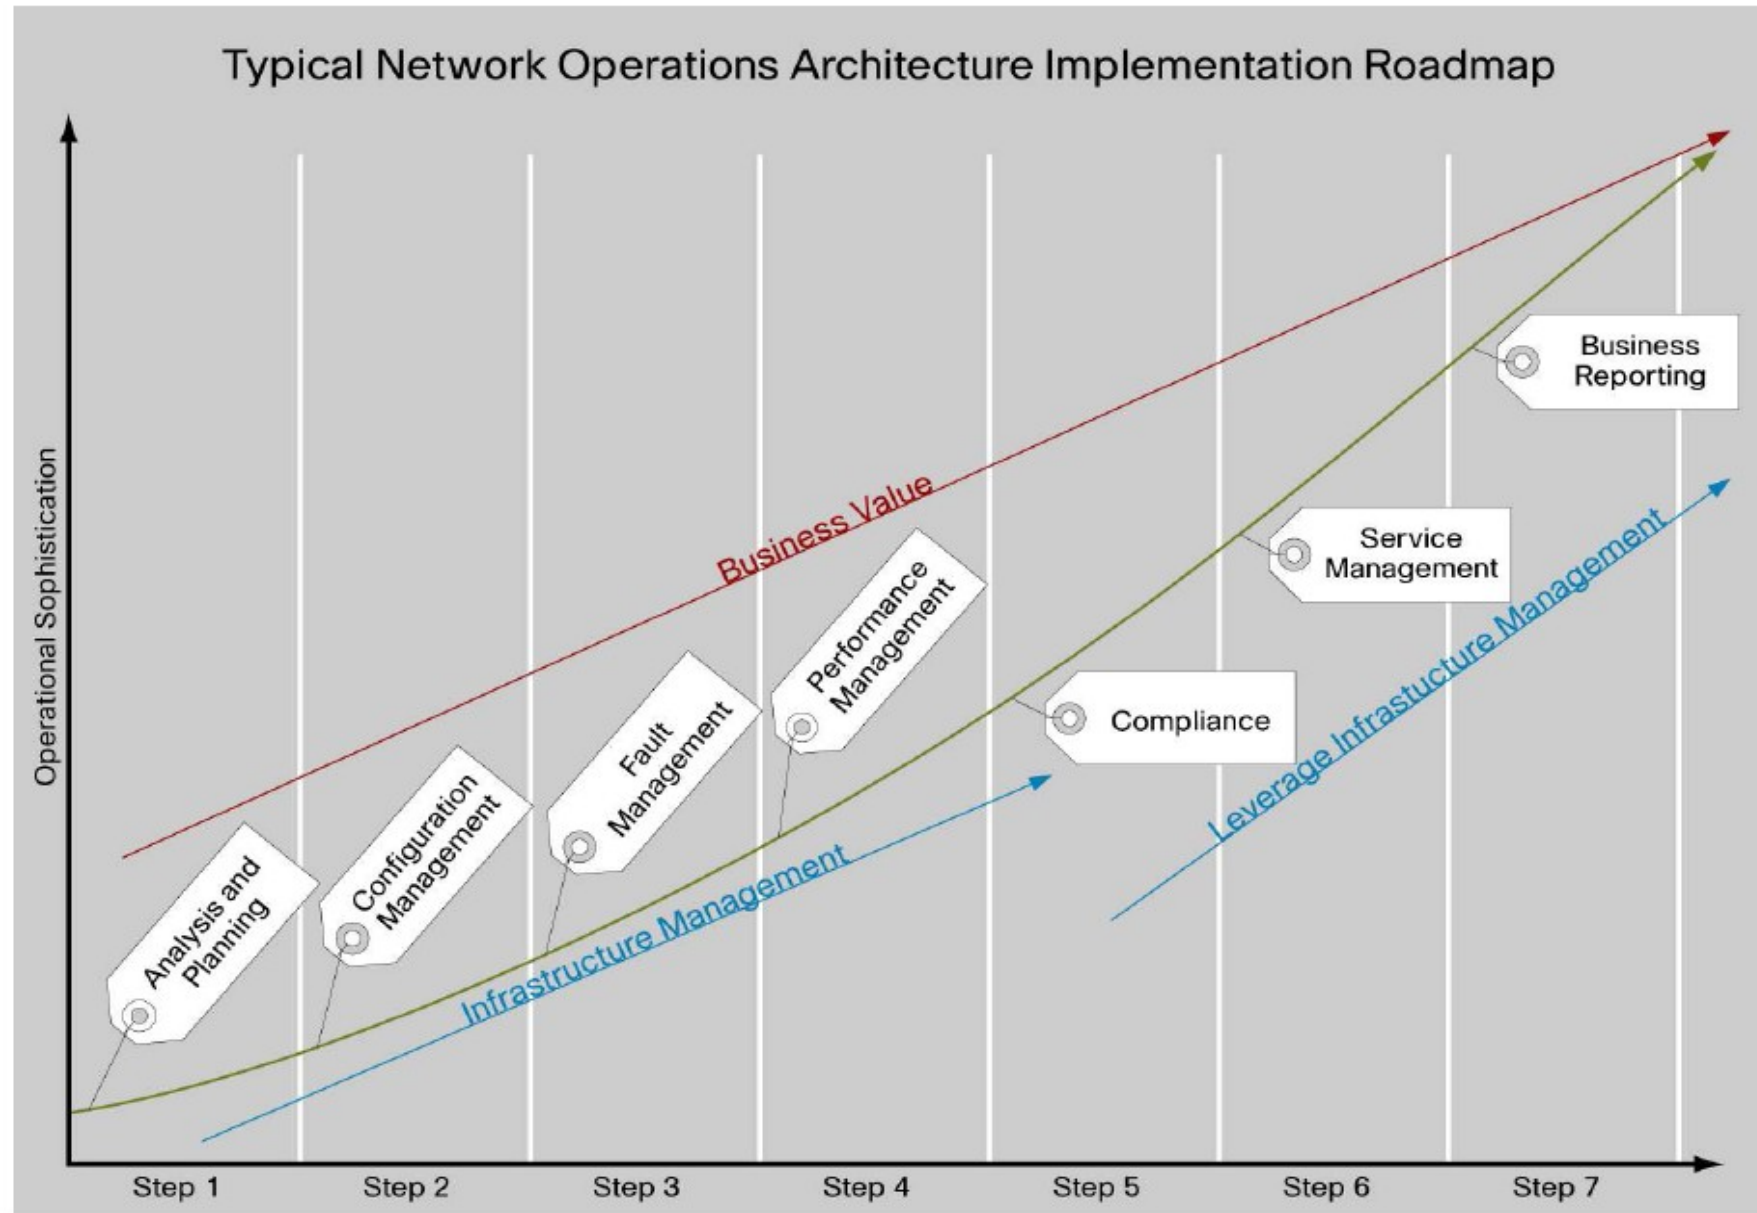 Typical Network Operations Architecture Implementation Roadmap
Operational Sophistication
Business Value
Analysis and
Planning
Configuration
Management
Fault
Management
Performance
Management
Infrastructure Management
Compliance
Service
Management
Business
Reporting
Leverage Infrastucture Management
Step 1
Step 2
Step 3
Step 4
Step 5
Step 6
Step 7